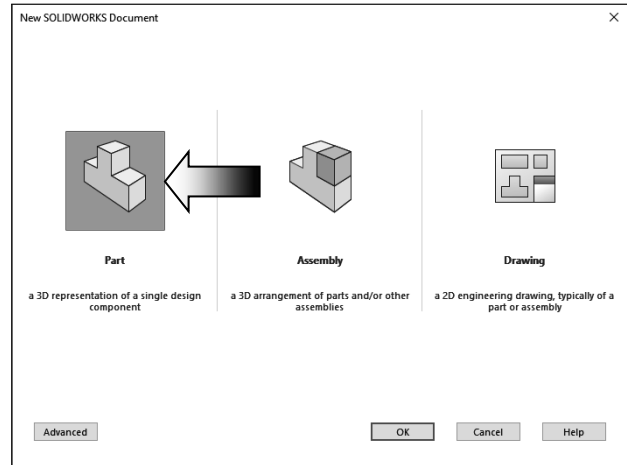 New SOLIDWORKS Document
Part
Assembly
Drawing
a 3D representation of a single design
component
a 3D arrangement of parts and/or other
assemblies
a 2D engineering drawing, typically of a
part or assembly
Advanced
OK
Cancel
Help